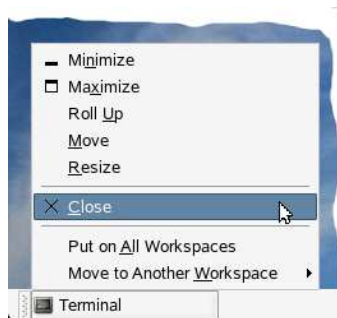 Minimize
Maximize
Roll Up
Move
Resize
Close
Put on All Workspaces
Move to Another Workspace
Terminal